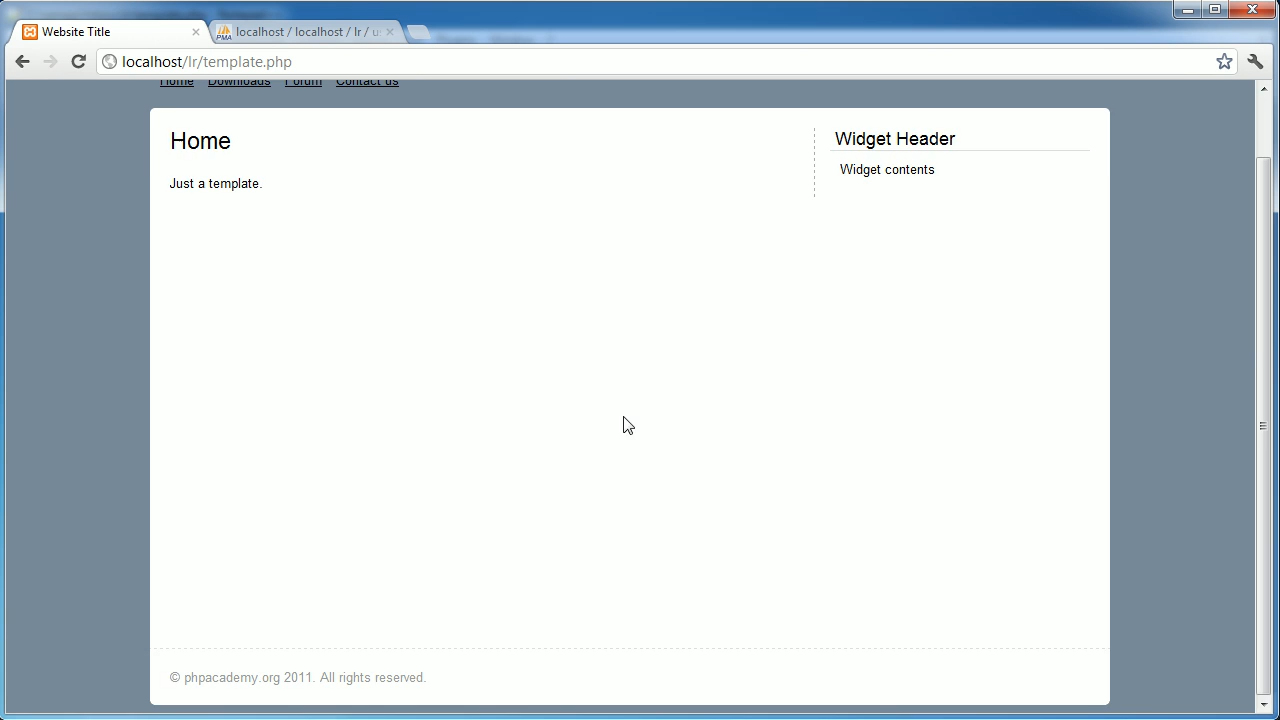 Website Title
localhost / localhost / lr / u
localhost/lr/template.php
Home Downloads Forum Contact us
Home
Just a template.
Widget Header
Widget contents
© phpacademy.org 2011. All rights reserved.